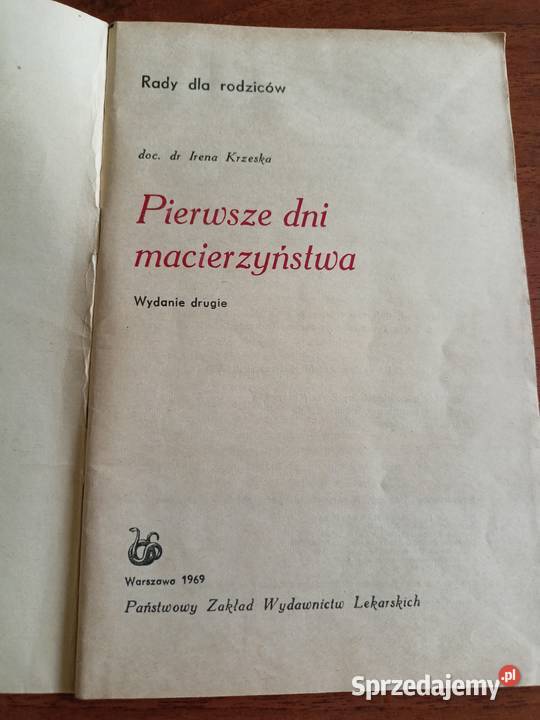 Rady dla rodziców
doc. dr Irena Krzeska
Pierwsze dni
macierzyństwa
Wydanie drugie
Warszawa 1969
Państwowy Zakład Wydawnictw Lekarskich
Sprzedajemy.pl